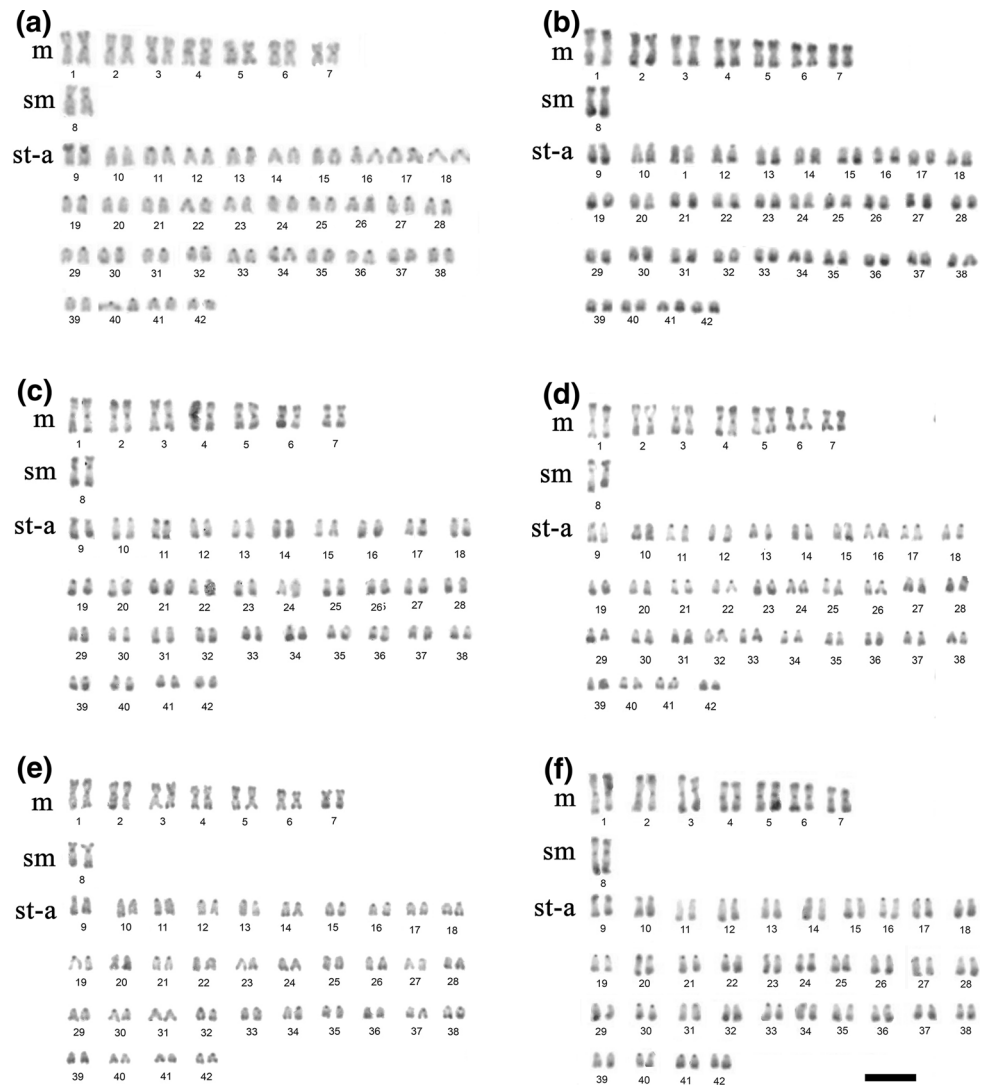 (a)
m
1 2 3 4 5 6 7
sm
8
st-a
9 10 11 12 13 14 15 16 17 18
19 20 21 22 23 24 25 26 27 28
29 30 31 32 33 34 35 36 37 38
39 40 41 42
(b)
m
1 2 3 4 5 6 7
sm
8
st-a
9 10 1 12 13 14 15 16 17 18
19 20 21 22 23 24 25 26 27 28
29 30 31 32 33 34 35 36 37 38
39 40 41 42
(c)
m
1 2 3 4 5 6 7
sm
8
st-a
9 10 11 12 13 14 15 16 17 18
19 20 21 22 23 24 25 26 27 28
29 30 31 32 33 34 35 36 37 38
39 40 41 42
(d)
m
1 2 3 4 5 6 7
sm
8
st-a
9 10 11 12 13 14 15 16 17 18
19 20 21 22 23 24 25 26 27 28
29 30 31 32 33 34 35 36 37 38
39 40 41 42
(e)
m
1 2 3 4 5 6 7
sm
8
st-a
9 10 11 12 13 14 15 16 17 18
19 20 21 22 23 24 25 26 27 28
29 30 31 32 33 34 35 36 37 38
39 40 41 42
(f)
m
1 2 3 4 5 6 7
sm
8
st-a
9 10 11 12 13 14 15 16 17 18
19 20 21 22 23 24 25 26 27 28
29 30 31 32 33 34 35 36 37 38
39 40 41 42